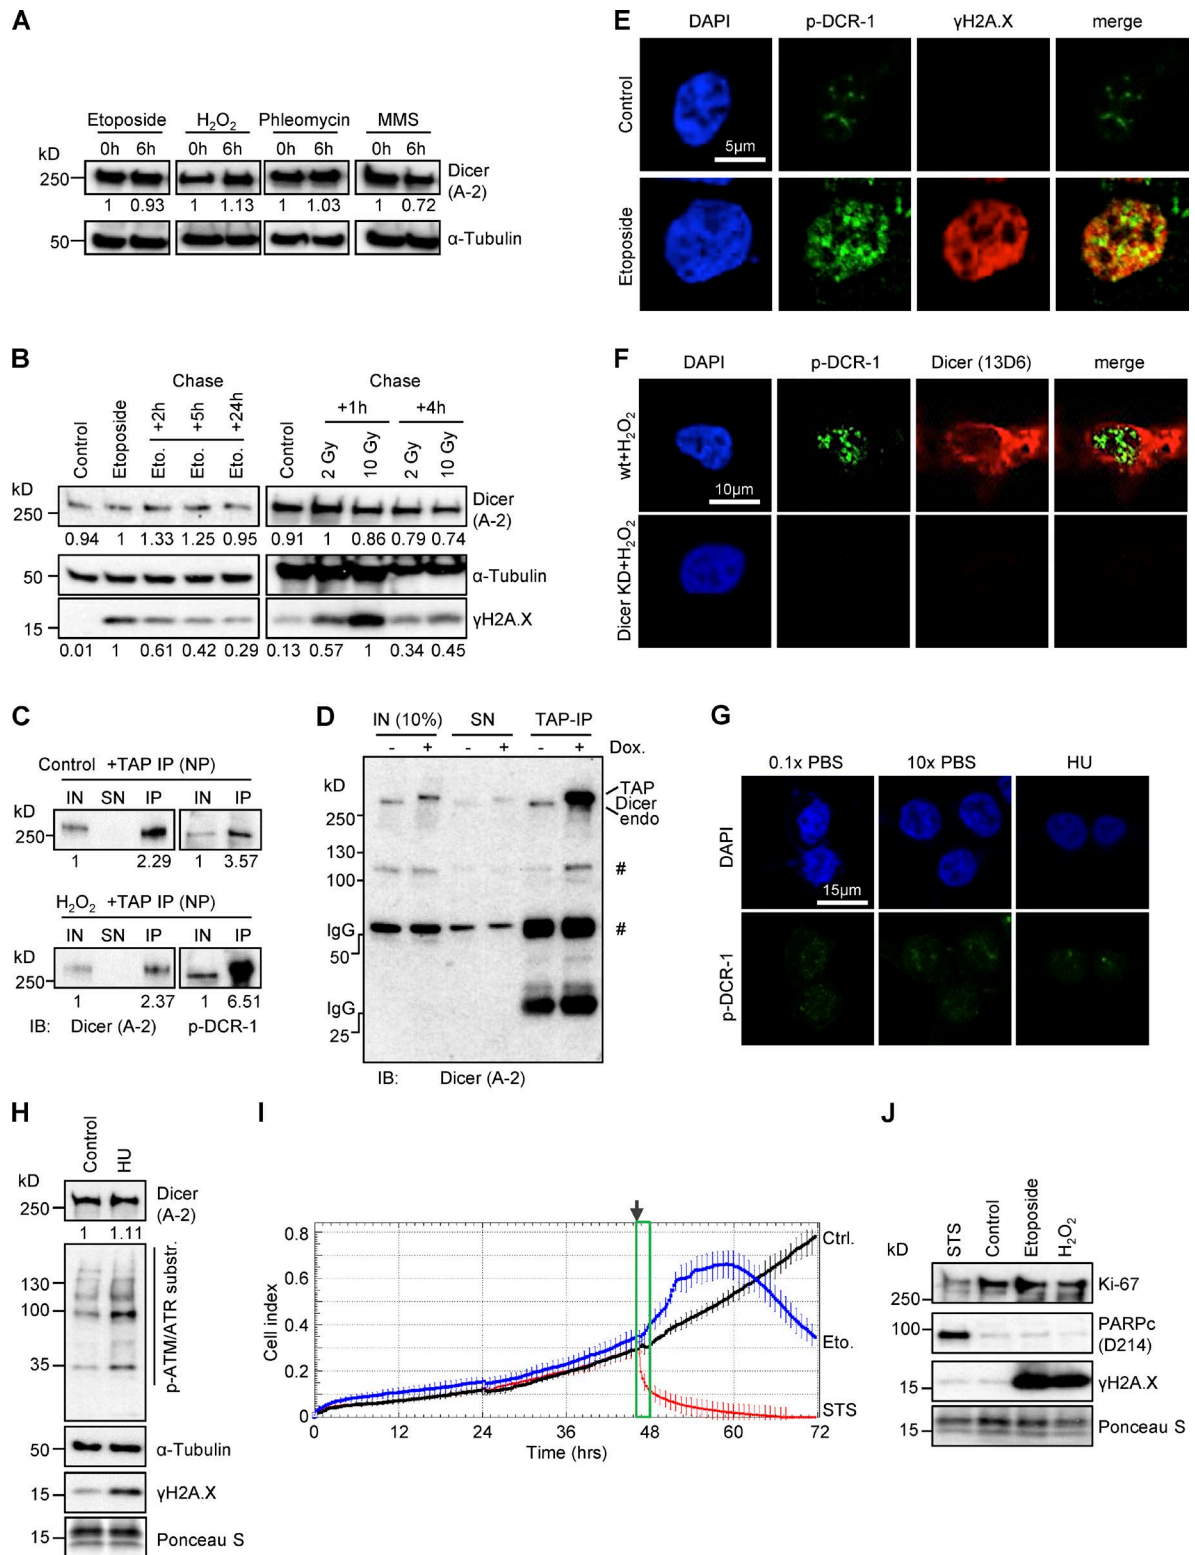 A
Etoposide H₂O₂ Phleomycin MMS
0h 6h 0h 6h 0h 6h 0h 6h
kD
250
Dicer
(A-2)
1 0.93 1 1.13 1 1.03 1 0.72
50
α-Tubulin
B
Chase Chase
+1h +4h
Control Etoposide Eto. +2h Eto. +5h Eto. +24h Control 2 Gy 10 Gy 2 Gy 10 Gy
kD
250
Dicer
(A-2)
0.94 1 1.33 1.25 0.95 0.91 1 0.86 0.79 0.74
50
α-Tubulin
15
γH2A.X
0.01 1 0.61 0.42 0.29 0.13 0.57 1 0.34 0.45
C
Control +TAP IP (NP)
kD IN SN IP IN IP
250
1 2.29 1 3.57
H₂O₂ +TAP IP (NP)
kD IN SN IP IN IP
250
1 2.37 1 6.51
IB: Dicer (A-2) p-DCR-1
D
IN (10%) SN TAP-IP
- + - + - + Dox.
kD
TAP
Dicer
endo
250
130
100
#
IgG
#
50
IgG
25
IB: Dicer (A-2)
E
DAPI p-DCR-1 γH2A.X merge
Control
5µm
Etoposide
F
DAPI p-DCR-1 Dicer (13D6) merge
wt+H₂O₂
10µm
Dicer KD+H₂O₂
G
0.1x PBS 10x PBS HU
DAPI
15µm
p-DCR-1
H
Control HU
kD
250
Dicer
(A-2)
1 1.11
130
100
35
p-ATM/ATR substr.
50
α-Tubulin
15
γH2A.X
15
Ponceau S
I
Cell index
0.8
0.6
0.4
0.2
0
Ctrl.
Eto.
STS
0 12 24 36 48 60 72
Time (hrs)
J
STS Control Etoposide H₂O₂
kD
250
Ki-67
100
PARPc
(D214)
15
γH2A.X
15
Ponceau S